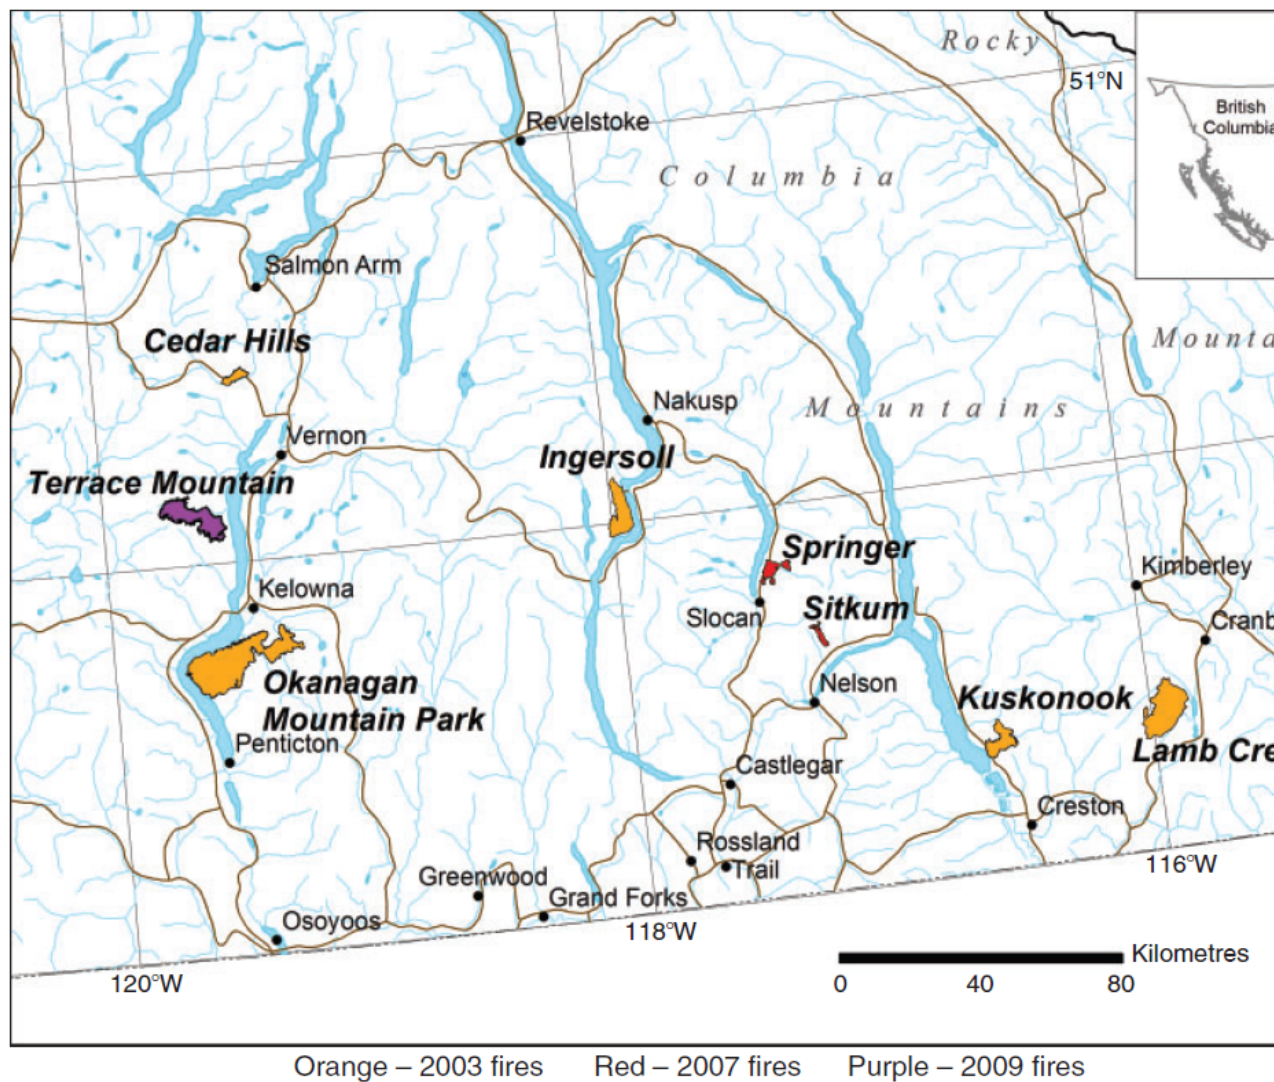 Rocky
51°N
British
Columbia
Revelstoke
Columbia
Salmon Arm
Cedar Hills
Mounta
Nakusp
Mountains
Vernon
Ingersoll
Terrace Mountain
Springer
Kimberley
Kelowna
Slocan
Sitkum
Cranb
Okanagan
Mountain Park
Nelson
Kuskonook
Penticton
Lamb Cre
Castlegar
Creston
Rossland
Trail
116°W
Greenwood
Grand Forks
Osoyoos
118°W
Kilometres
120°W
0 40 80
Orange – 2003 fires Red – 2007 fires Purple – 2009 fires